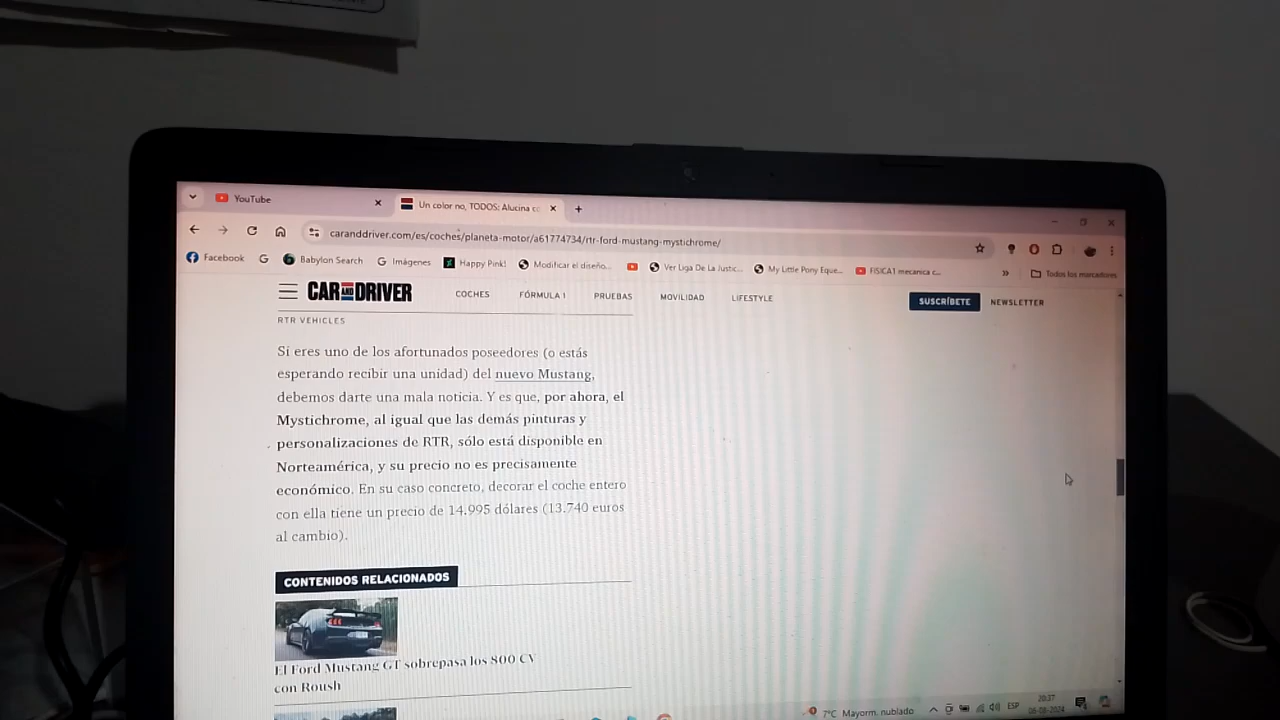 YouTube
Un color no, TODOS: Alucina co
caranddriver.com/es/coches/planeta-motor/a61774734/rtr-ford-mustang-mystichrome/
Facebook
Babylon Search
Imágenes
Happy Pink!
Modificar el diseño...
Ver Liga De La Justic...
My Little Pony Eque...
FISICA1 mecanica c...
»
Todos los marcadores
CAR AND DRIVER
COCHES
FÓRMULA 1
PRUEBAS
MOVILIDAD
LIFESTYLE
SUSCRÍBETE
NEWSLETTER
RTR VEHICLES
Si eres uno de los afortunados poseedores (o estás
esperando recibir una unidad) del nuevo Mustang,
debemos darte una mala noticia. Y es que, por ahora, el
Mystichrome, al igual que las demás pinturas y
personalizaciones de RTR, sólo está disponible en
Norteamérica, y su precio no es precisamente
económico. En su caso concreto, decorar el coche entero
con ella tiene un precio de 14.995 dólares (13.740 euros
al cambio).
CONTENIDOS RELACIONADOS
El Ford Mustang GT sobrepasa los 800 CV
con Roush
7°C Mayorm. nublado
ESP
20:37
26-08-2024